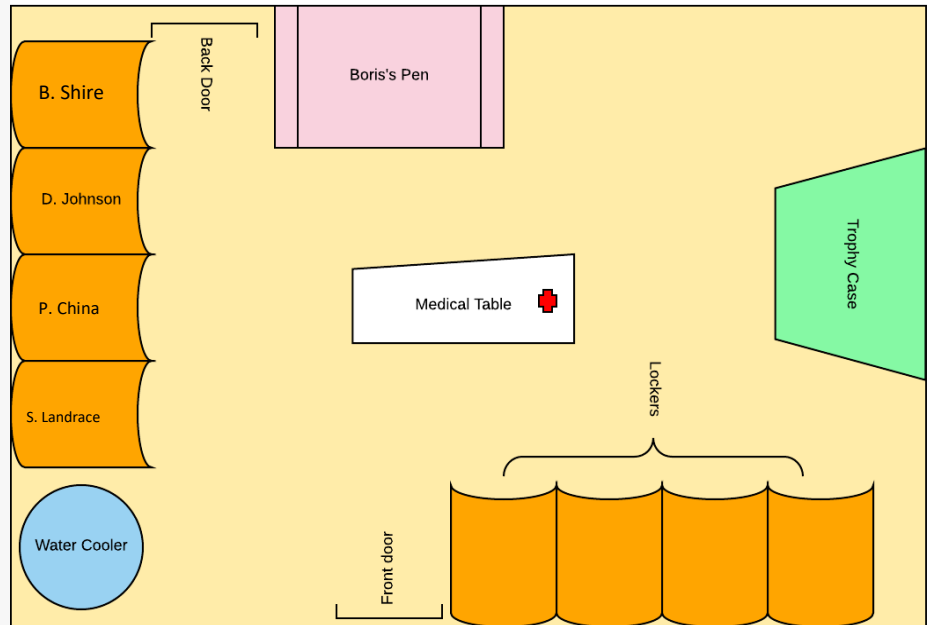 Back Door
Boris's Pen
B. Shire
D. Johnson
Trophy Case
P. China
Medical Table
Lockers
S. Landrace
Water Cooler
Front door